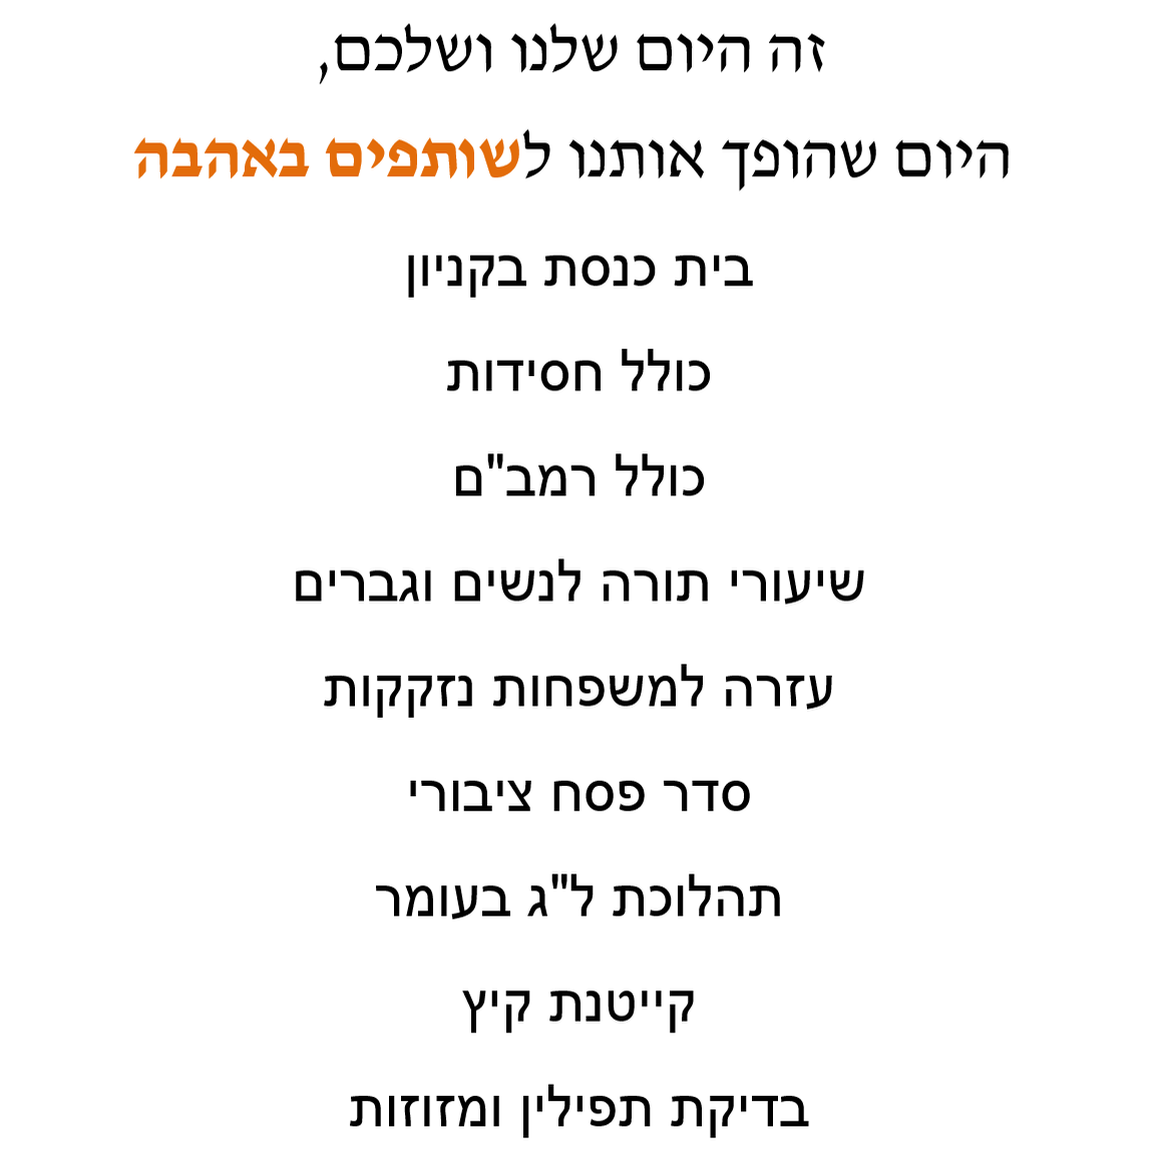 זה היום שלנו ושלכם,
היום שהופך אותנו לשותפים באהבה
בית כנסת בקניון
כולל חסידות
כולל רמב"ם
שיעורי תורה לנשים וגברים
עזרה למשפחות נזקקות
סדר פסח ציבורי
תהלוכת ל"ג בעומר
קייטנת קיץ
בדיקת תפילין ומזוזות